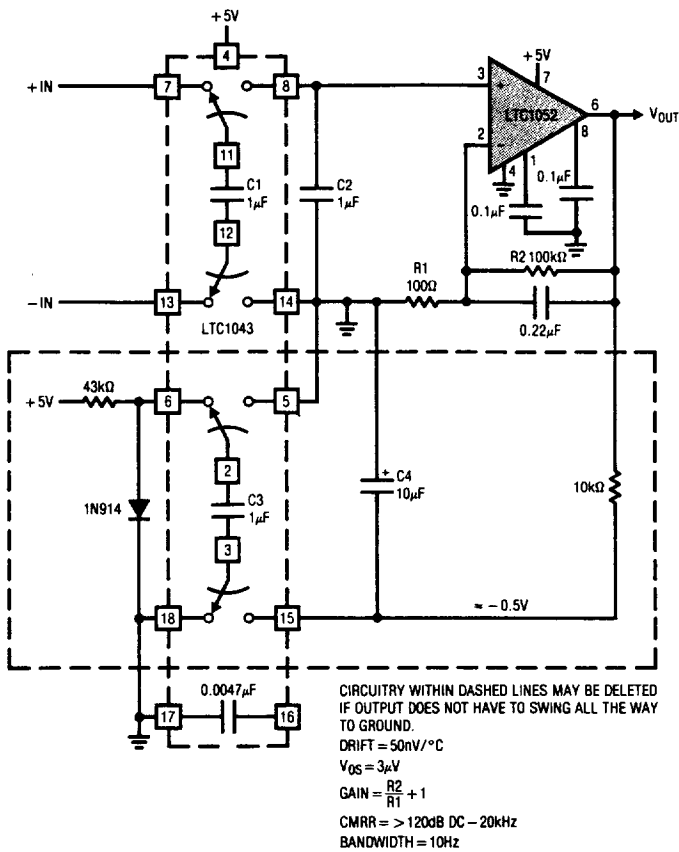 +5V
4
+IN
7
8
3
+5V
7
+
LTC1052
6
VOUT
2
−
8
4
1
11
C1
1µF
C2
1µF
0.1µF
0.1µF
12
R2 100kΩ
R1
100Ω
−IN
13
14
LTC1043
0.22µF
43kΩ
+5V
6
5
2
C4
+
10µF
1N914
C3
1µF
10kΩ
3
≈ −0.5V
18
15
0.0047µF
17
16
CIRCUITRY WITHIN DASHED LINES MAY BE DELETED
IF OUTPUT DOES NOT HAVE TO SWING ALL THE WAY
TO GROUND.
DRIFT = 50nV/°C
VOS = 3µV
GAIN = R2/R1 + 1
CMRR = >120dB DC – 20kHz
BANDWIDTH = 10Hz